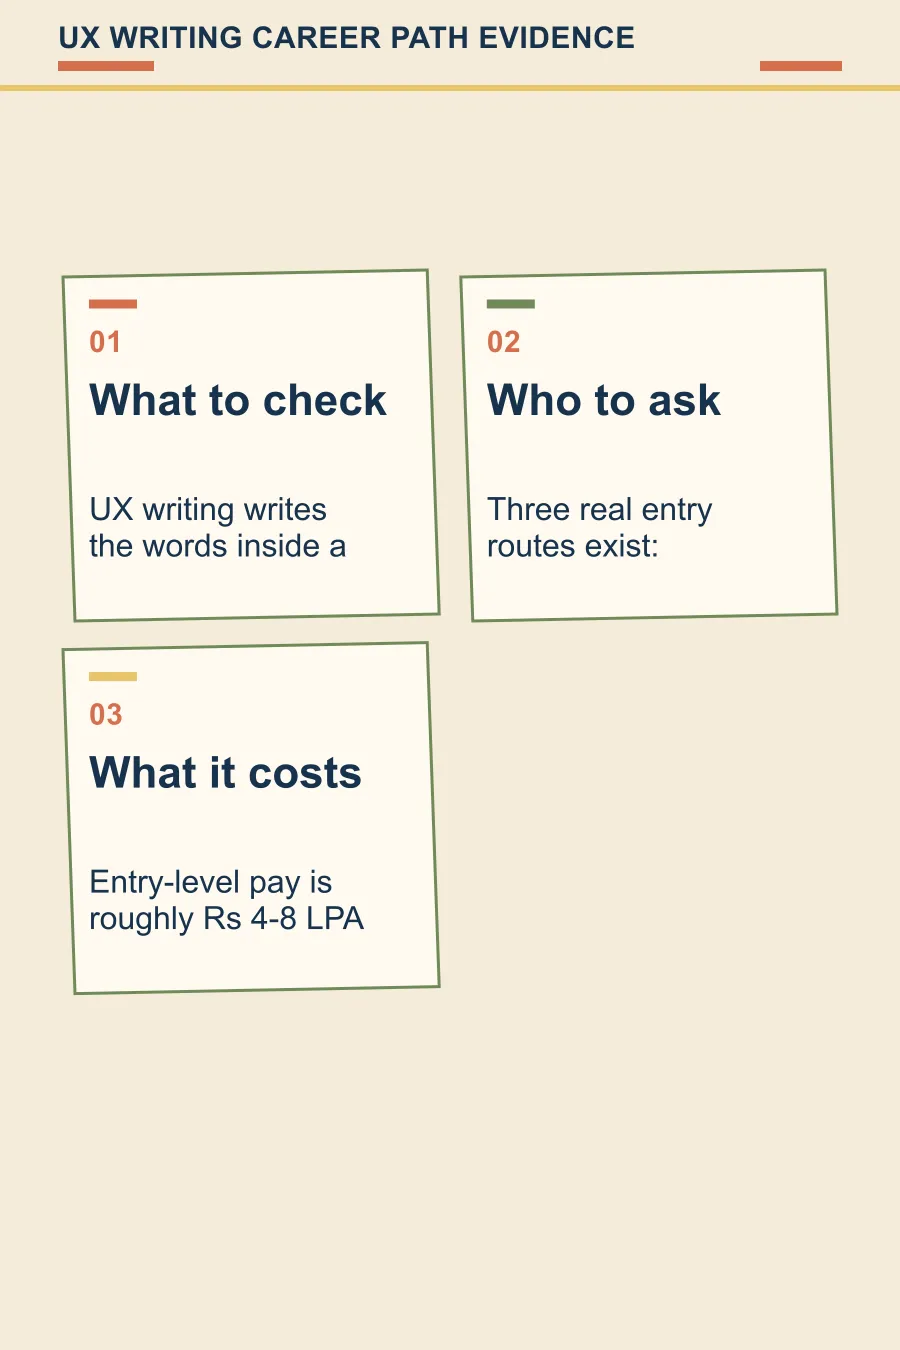 UX WRITING CAREER PATH EVIDENCE
01
What to check
UX writing writes
the words inside a
02
Who to ask
Three real entry
routes exist:
03
What it costs
Entry-level pay is
roughly Rs 4-8 LPA